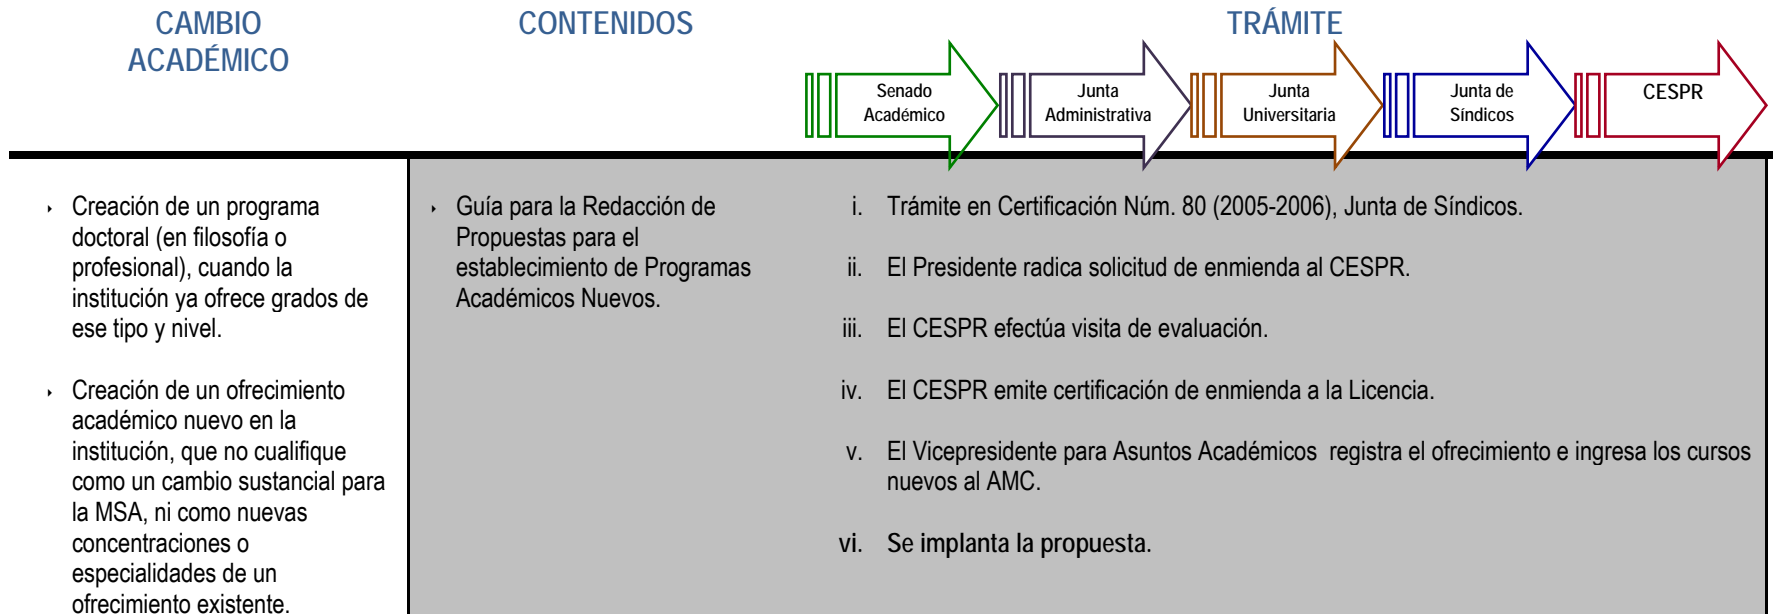 CAMBIO
ACADÉMICO
CONTENIDOS
TRÁMITE
Senado
Académico
Junta
Administrativa
Junta
Universitaria
Junta de
Síndicos
CESPR
‣ Creación de un programa
doctoral (en filosofía o
profesional), cuando la
institución ya ofrece grados de
ese tipo y nivel.
‣ Creación de un ofrecimiento
académico nuevo en la
institución, que no cualifique
como un cambio sustancial para
la MSA, ni como nuevas
concentraciones o
especialidades de un
ofrecimiento existente.
‣ Guía para la Redacción de
Propuestas para el
establecimiento de Programas
Académicos Nuevos.
i. Trámite en Certificación Núm. 80 (2005-2006), Junta de Síndicos.
ii. El Presidente radica solicitud de enmienda al CESPR.
iii. El CESPR efectúa visita de evaluación.
iv. El CESPR emite certificación de enmienda a la Licencia.
v. El Vicepresidente para Asuntos Académicos registra el ofrecimiento e ingresa los cursos
nuevos al AMC.
vi. Se implanta la propuesta.